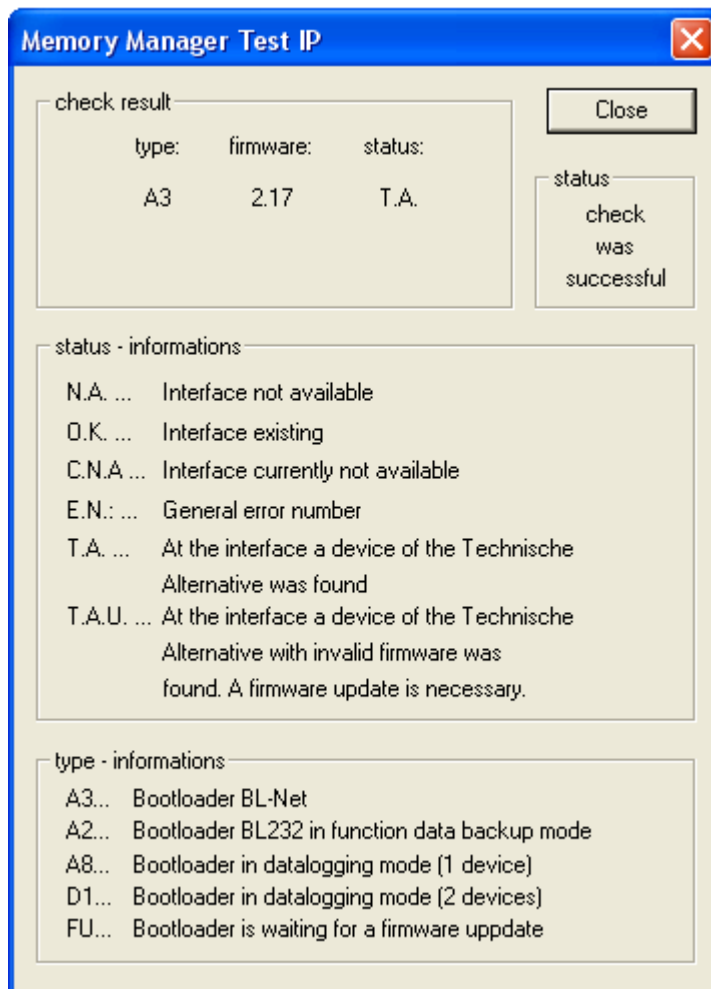 Memory Manager Test IP
check result
type: firmware: status:
A3 2.17 T.A.
Close
status
check
was
successful
status - informations
N.A. ... Interface not available
O.K. ... Interface existing
C.N.A ... Interface currently not available
E.N.: ... General error number
T.A. ... At the interface a device of the Technische
Alternative was found
T.A.U. ... At the interface a device of the Technische
Alternative with invalid firmware was
found. A firmware update is necessary.
type - informations
A3... Bootloader BL-Net
A2... Bootloader BL232 in function data backup mode
A8... Bootloader in datalogging mode (1 device)
D1... Bootloader in datalogging mode (2 devices)
FU... Bootloader is waiting for a firmware uppdate